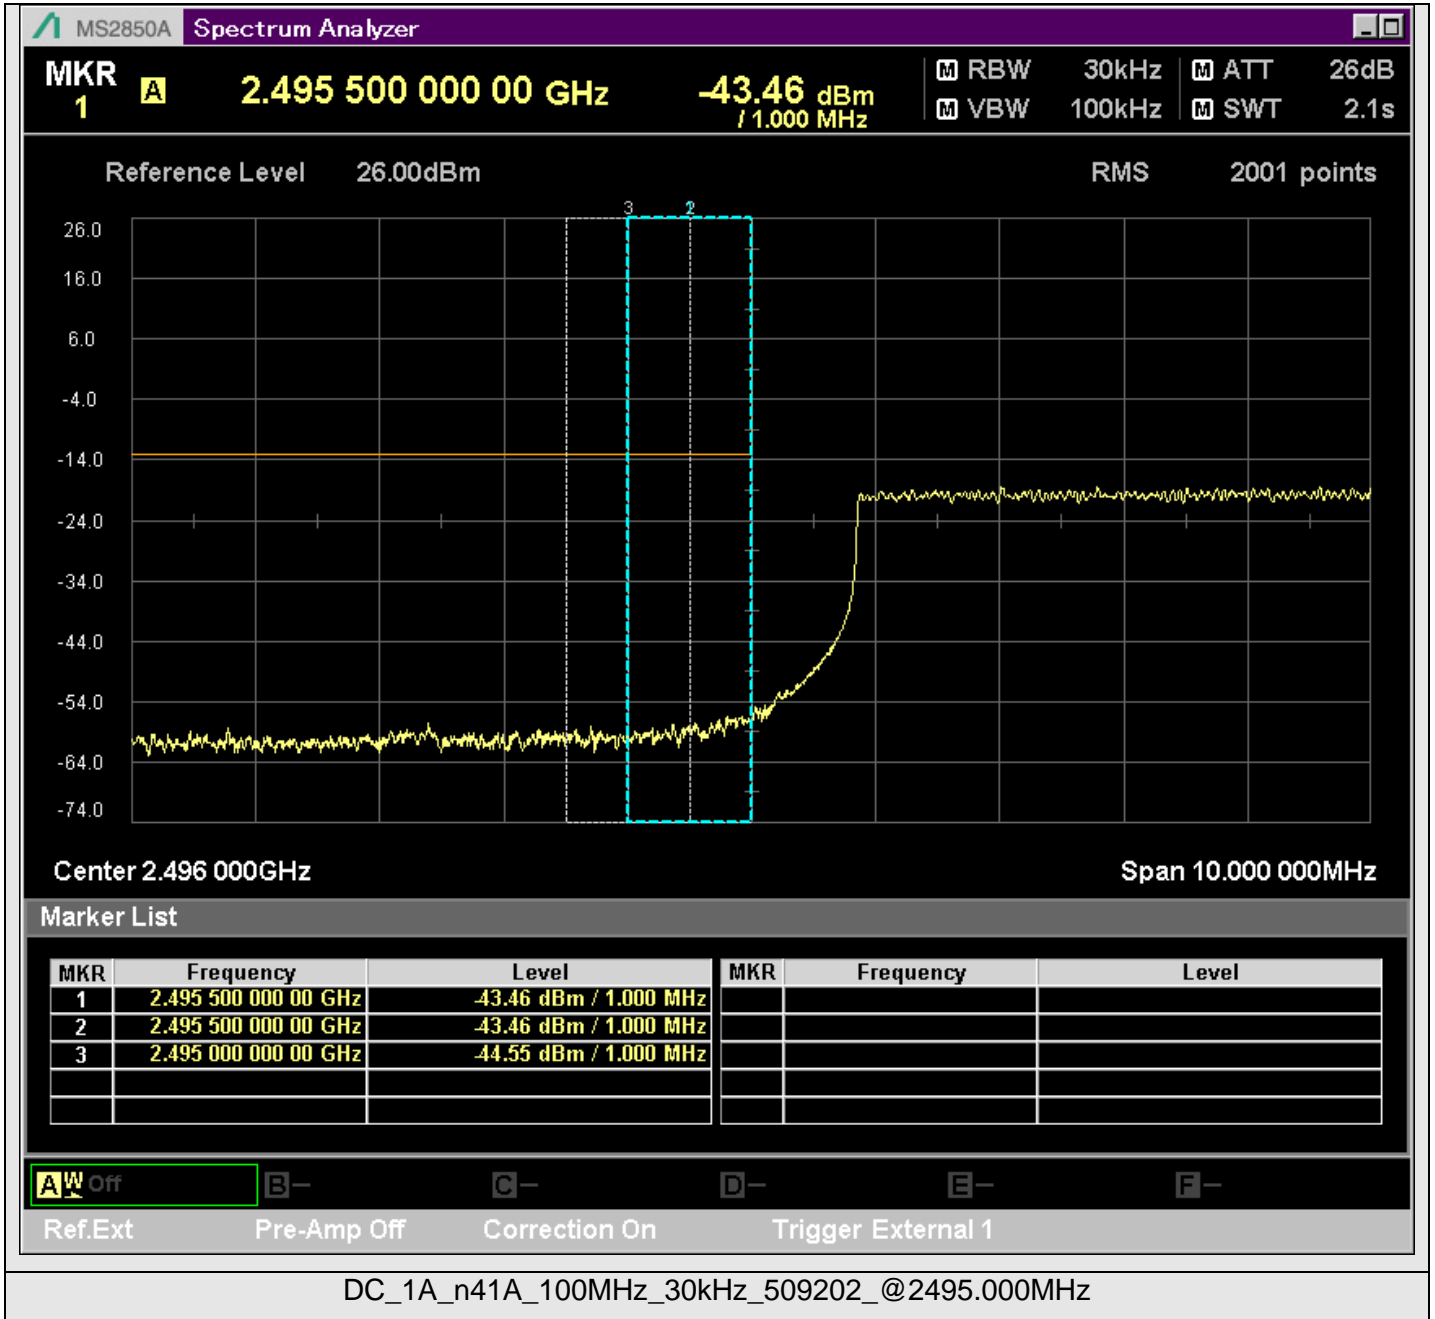 MS2850A Spectrum Analyzer
MKR 1 A 2.495 500 000 00 GHz -43.46 dBm / 1.000 MHz
M RBW 30kHz M ATT 26dB
M VBW 100kHz M SWT 2.1s
Reference Level 26.00dBm RMS 2001 points
3 2
26.0
16.0
6.0
-4.0
-14.0
-24.0
-34.0
-44.0
-54.0
-64.0
-74.0
Center 2.496 000GHz Span 10.000 000MHz
Marker List
MKR Frequency Level MKR Frequency Level
1 2.495 500 000 00 GHz -43.46 dBm / 1.000 MHz
2 2.495 500 000 00 GHz -43.46 dBm / 1.000 MHz
3 2.495 000 000 00 GHz -44.55 dBm / 1.000 MHz
A W Off B - C - D - E - F -
Ref.Ext Pre-Amp Off Correction On Trigger External 1
DC_1A_n41A_100MHz_30kHz_509202_@2495.000MHz